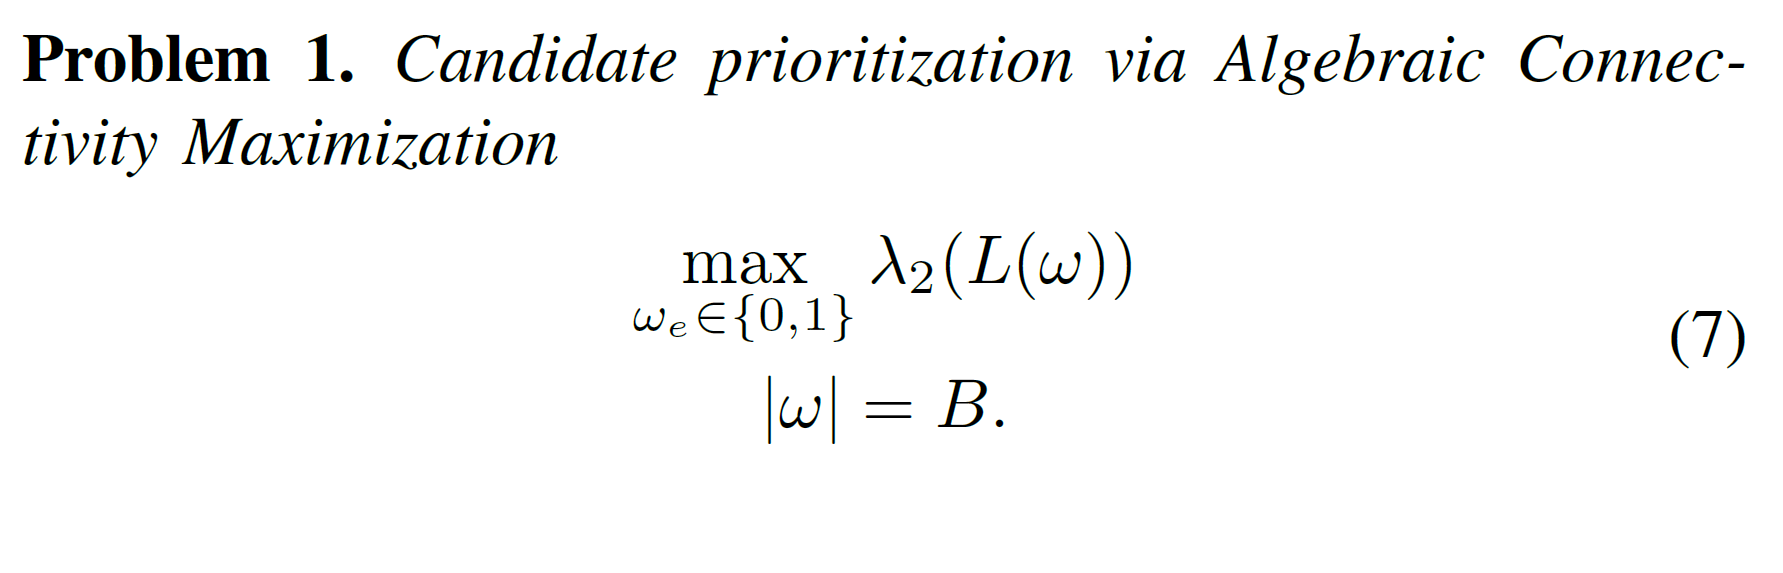 Problem 1. Candidate prioritization via Algebraic Connec-
tivity Maximization
max λ₂(L(ω))
ωₑ∈{0,1}
(7)
|ω| = B.